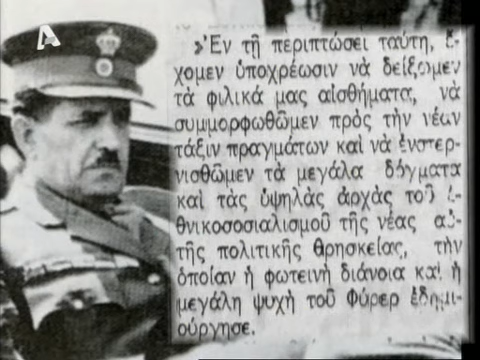 A
»Ἐν τῇ περιπτώσει ταύτῃ, ἔ
χομεν ὑποχρέωσιν νὰ δείξωμεν
τὰ φιλικά μας αἰσθήματα, νὰ
συμμορφωθῶμεν πρὸς τὴν νέαν
τάξιν πραγμάτων καὶ νὰ ἐνστερ-
νισθῶμεν τὰ μεγάλα δόγματα
καὶ τὰς ὑψηλὰς ἀρχὰς τοῦ ἐ
θνικοσοσιαλισμοῦ τῆς νέας αὐ
τῆς πολιτικῆς θρησκείας, τὴν
ὁποίαν ἡ φωτεινὴ διάνοια καὶ ἡ
μεγάλη ψυχὴ τοῦ Φύρερ ἐδημι
ούργησε.